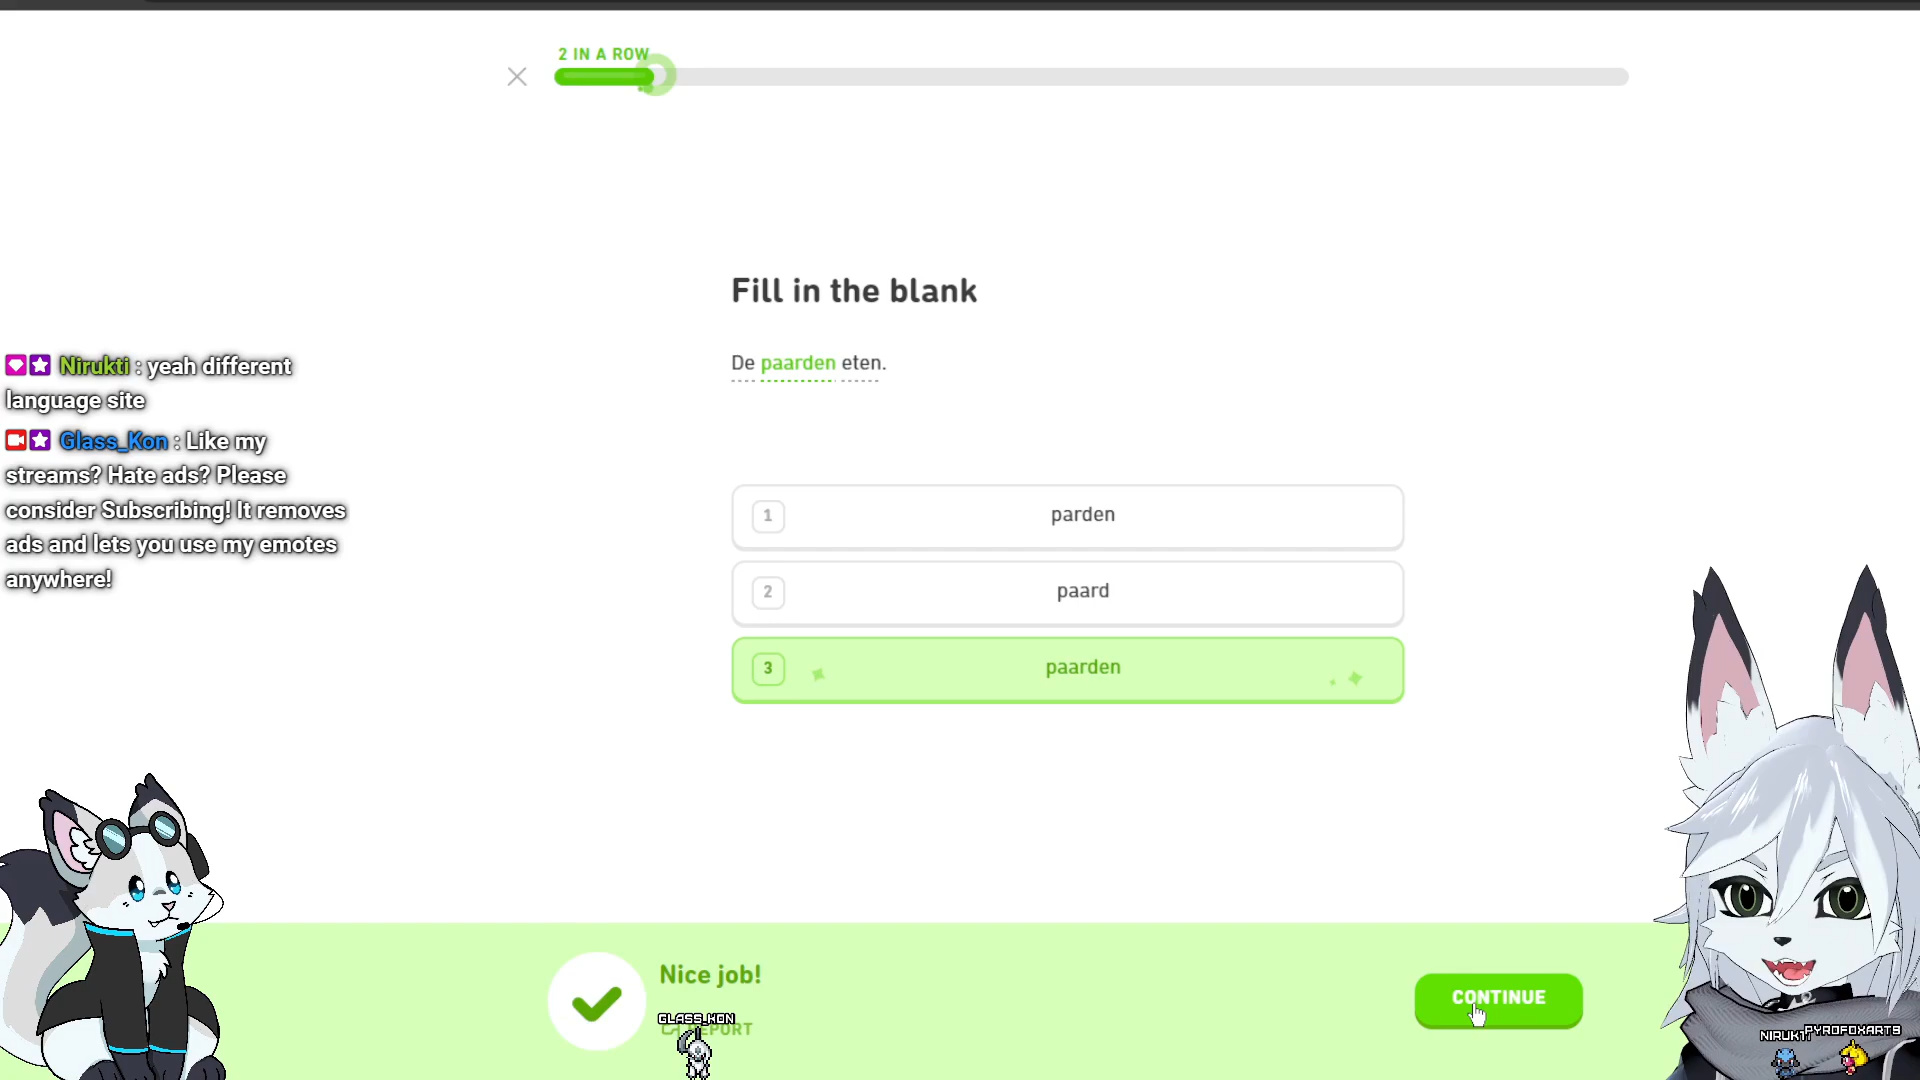 2 IN A ROW
Fill in the blank
De paarden eten.
Nirukti : yeah different
language site
Glass_Kon : Like my
streams? Hate ads? Please
consider Subscribing! It removes
ads and lets you use my emotes
anywhere!
1 parden
2 paard
3 paarden
Nice job!
CONTINUE
GLASS_KON
REPORT
NIRUKTI
PYROFOXARTS